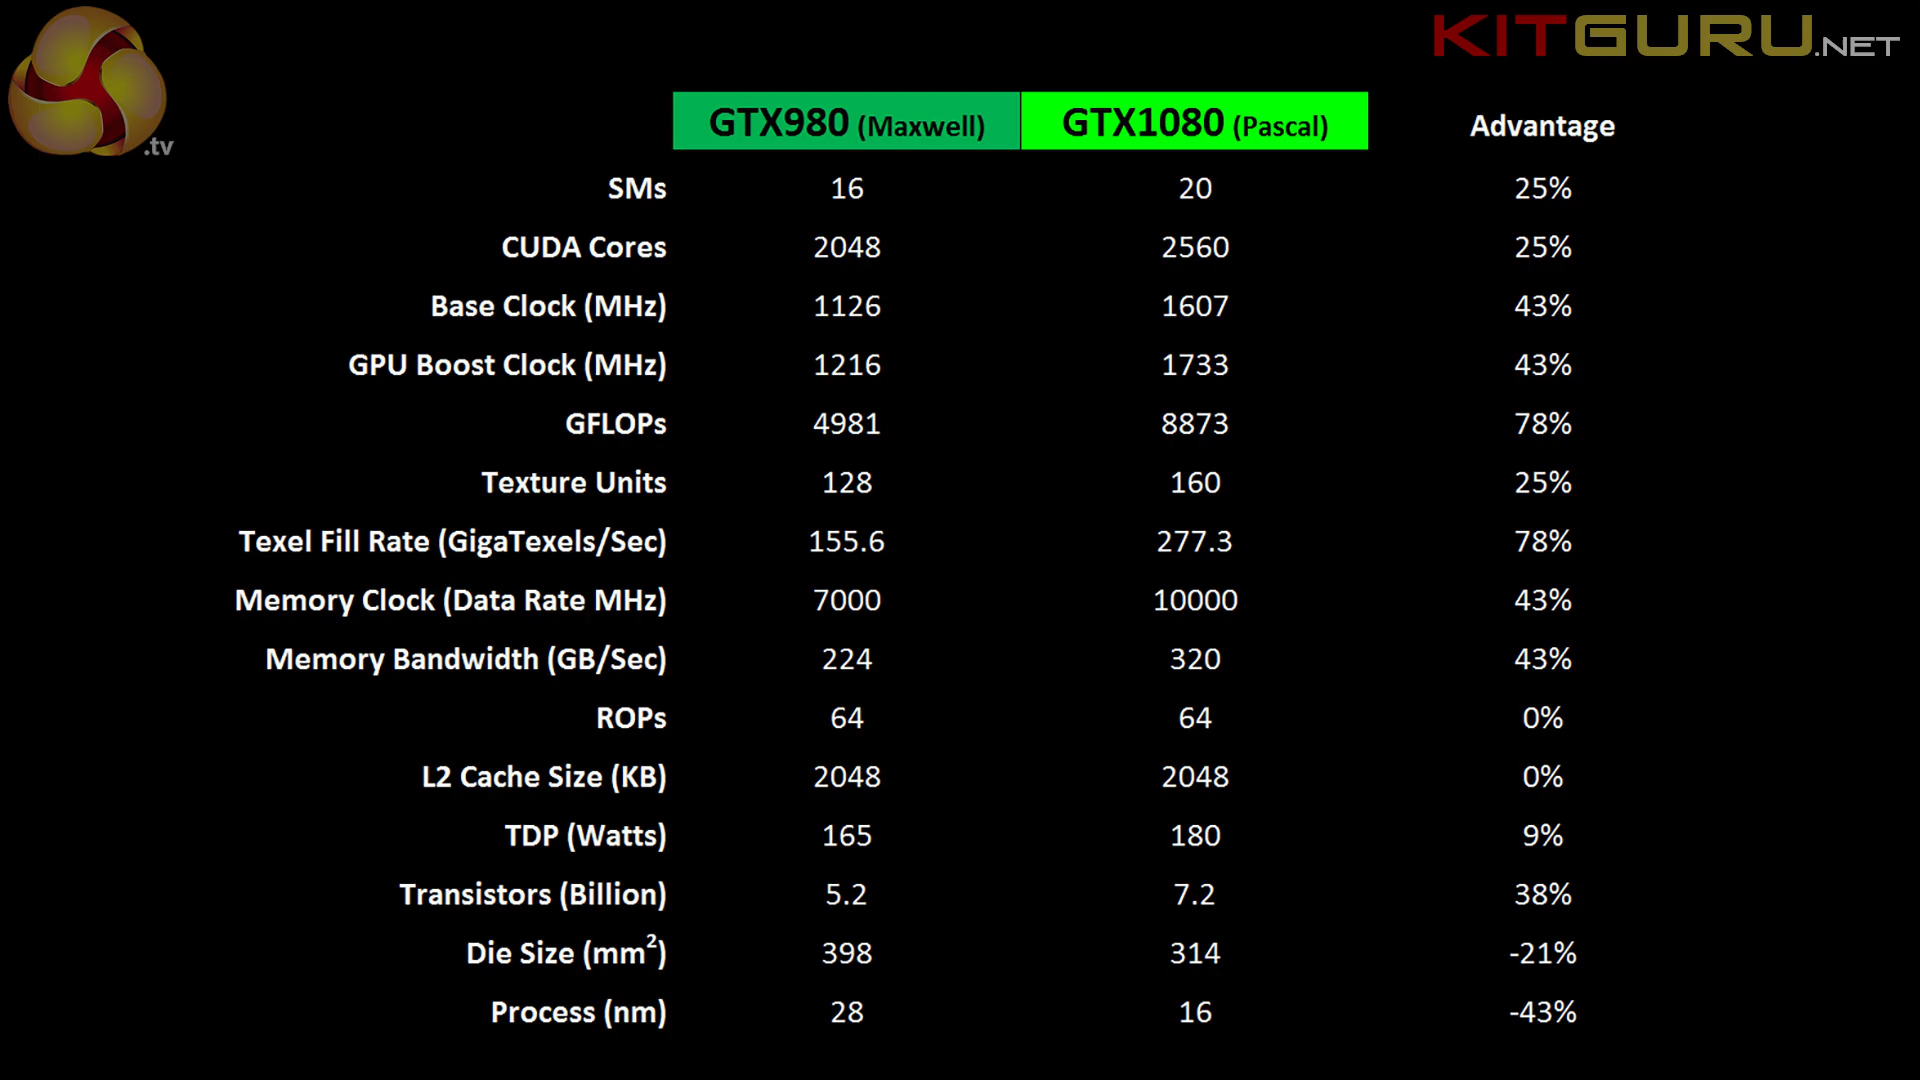 KITGURU.NET
.tv
GTX980 (Maxwell) GTX1080 (Pascal) Advantage
SMs 16 20 25%
CUDA Cores 2048 2560 25%
Base Clock (MHz) 1126 1607 43%
GPU Boost Clock (MHz) 1216 1733 43%
GFLOPs 4981 8873 78%
Texture Units 128 160 25%
Texel Fill Rate (GigaTexels/Sec) 155.6 277.3 78%
Memory Clock (Data Rate MHz) 7000 10000 43%
Memory Bandwidth (GB/Sec) 224 320 43%
ROPs 64 64 0%
L2 Cache Size (KB) 2048 2048 0%
TDP (Watts) 165 180 9%
Transistors (Billion) 5.2 7.2 38%
Die Size (mm²) 398 314 -21%
Process (nm) 28 16 -43%